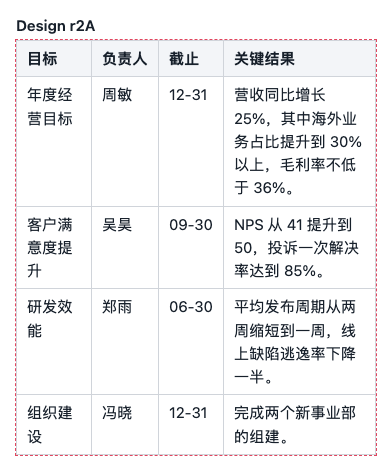 Design r2A
目标 负责人 截止 关键结果
年度经 周敏 12-31 营收同比增长
营目标 25%，其中海外业
务占比提升到 30%
以上，毛利率不低
于 36%。
客户满 吴昊 09-30 NPS 从 41 提升到
意度提 50，投诉一次解决
升 率达到 85%。
研发效 郑雨 06-30 平均发布周期从两
能 周缩短到一周，线
上缺陷逃逸率下降
一半。
组织建 冯晓 12-31 完成两个新事业部
设 的组建。